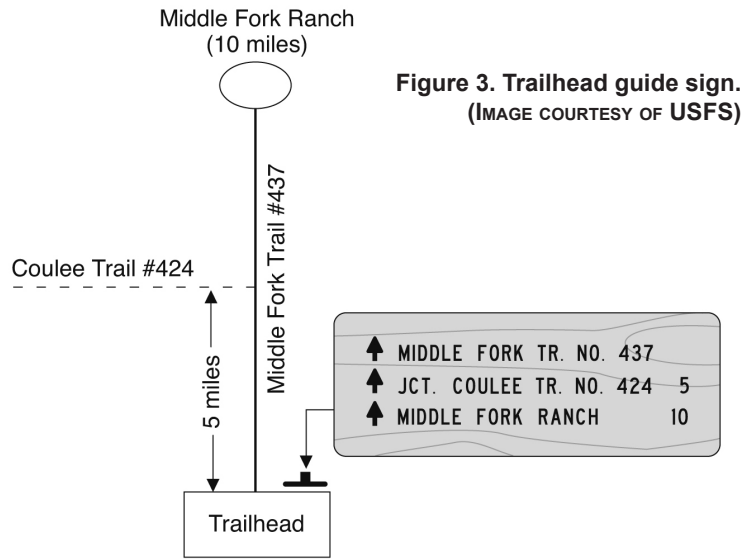 Middle Fork Ranch
(10 miles)
Figure 3. Trailhead guide sign.
(IMAGE COURTESY OF USFS)
Middle Fork Trail #437
Coulee Trail #424
5 miles
MIDDLE FORK TR. NO. 437
JCT. COULEE TR. NO. 424 5
MIDDLE FORK RANCH 10
Trailhead